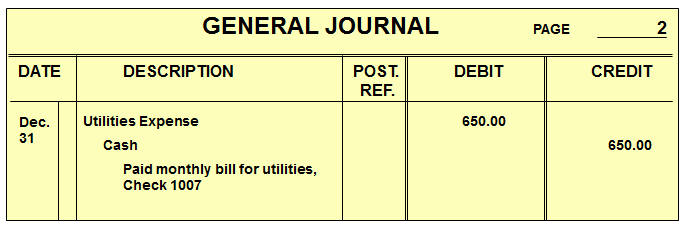 GENERAL JOURNAL PAGE 2
DATE DESCRIPTION POST. REF. DEBIT CREDIT
Dec. 31 Utilities Expense 650.00
Cash 650.00
Paid monthly bill for utilities,
Check 1007